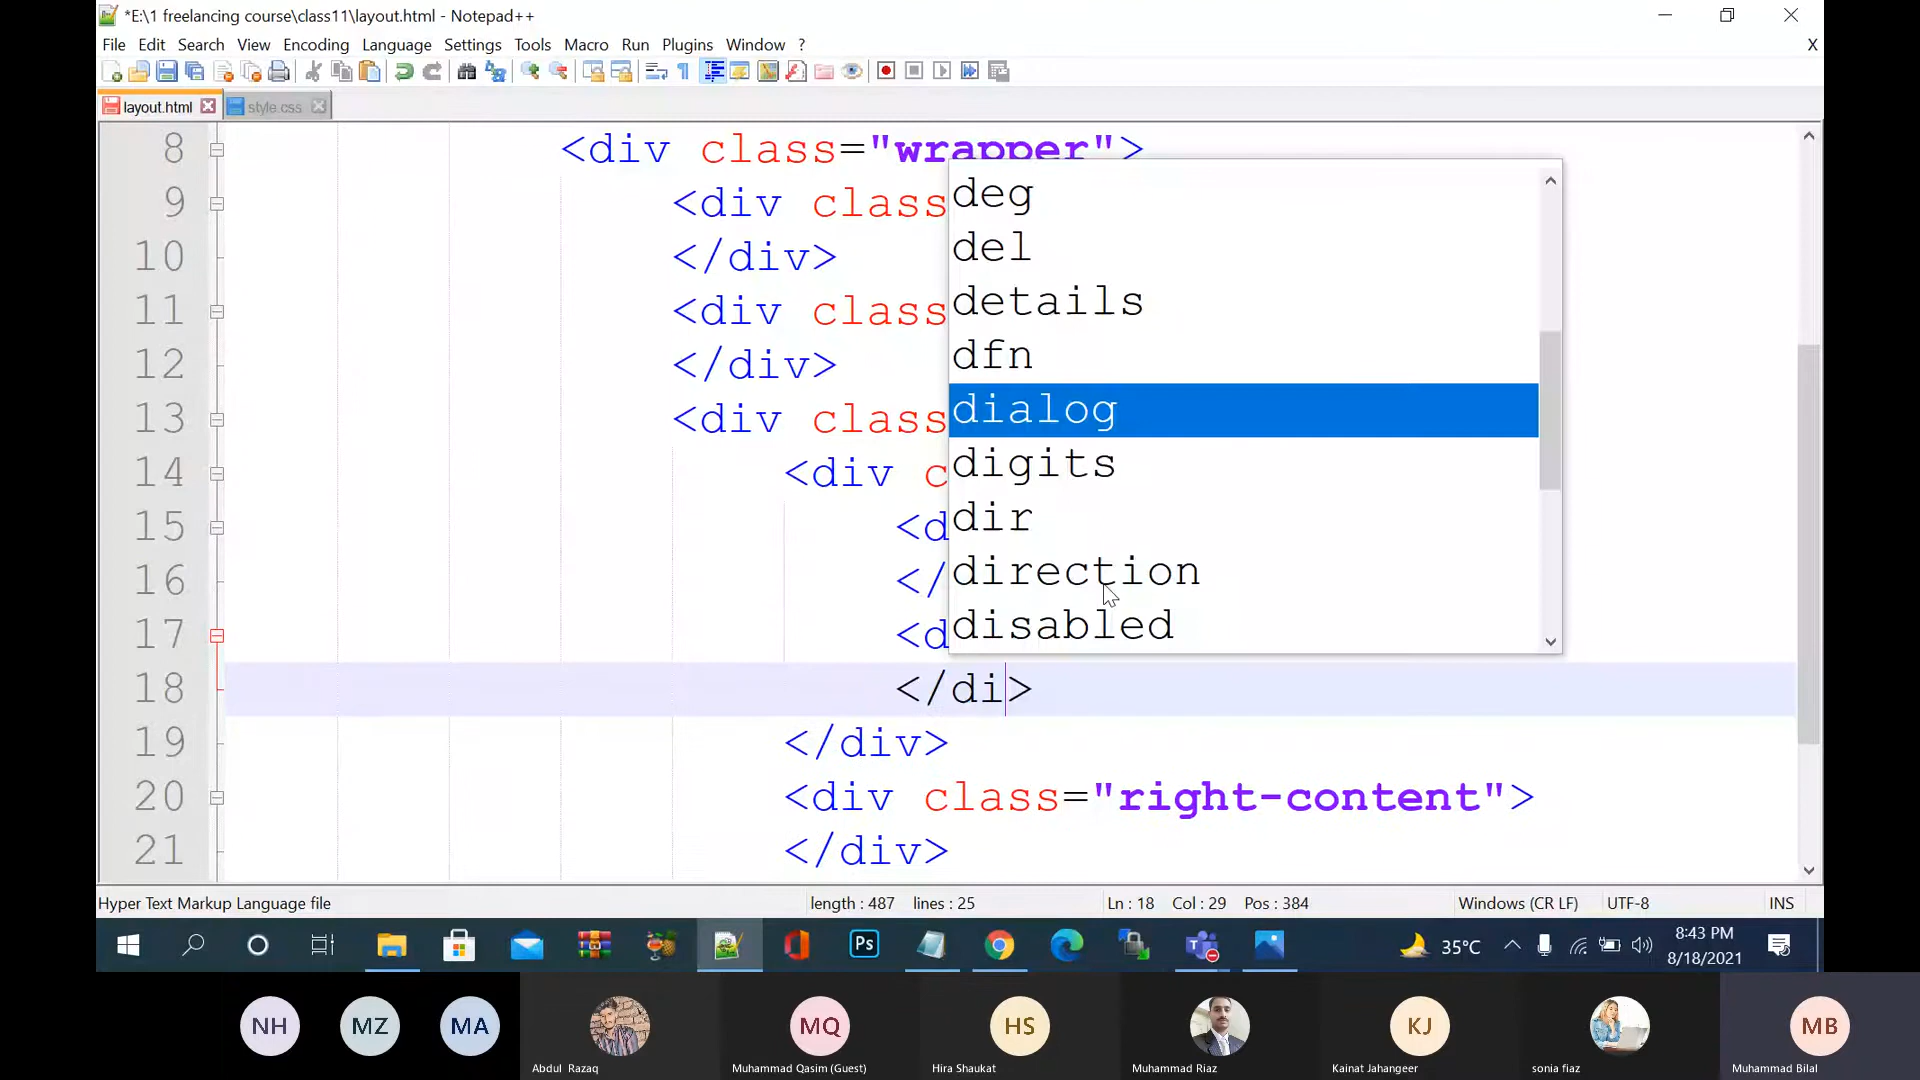 *E:\1 freelancing course\class11\layout.html - Notepad++
File Edit Search View Encoding Language Settings Tools Macro Run Plugins Window ? X
layout.html style.css
8 <div class="wrapper">
9 <div class
10 </div>
11 <div class
12 </div>
13 <div class
14 <div c
15 <d
16 </
17 <d
18 </di>
19 </div>
20 <div class="right-content">
21 </div>
deg
del
details
dfn
dialog
digits
dir
direction
disabled
Hyper Text Markup Language file length : 487 lines : 25 Ln : 18 Col : 29 Pos : 384 Windows (CR LF) UTF-8 INS
Ps 35°C 8:43 PM
8/18/2021
NH MZ MA MQ HS KJ MB
Abdul Razaq Muhammad Qasim (Guest) Hira Shaukat Muhammad Riaz Kainat Jahangeer sonia fiaz Muhammad Bilal